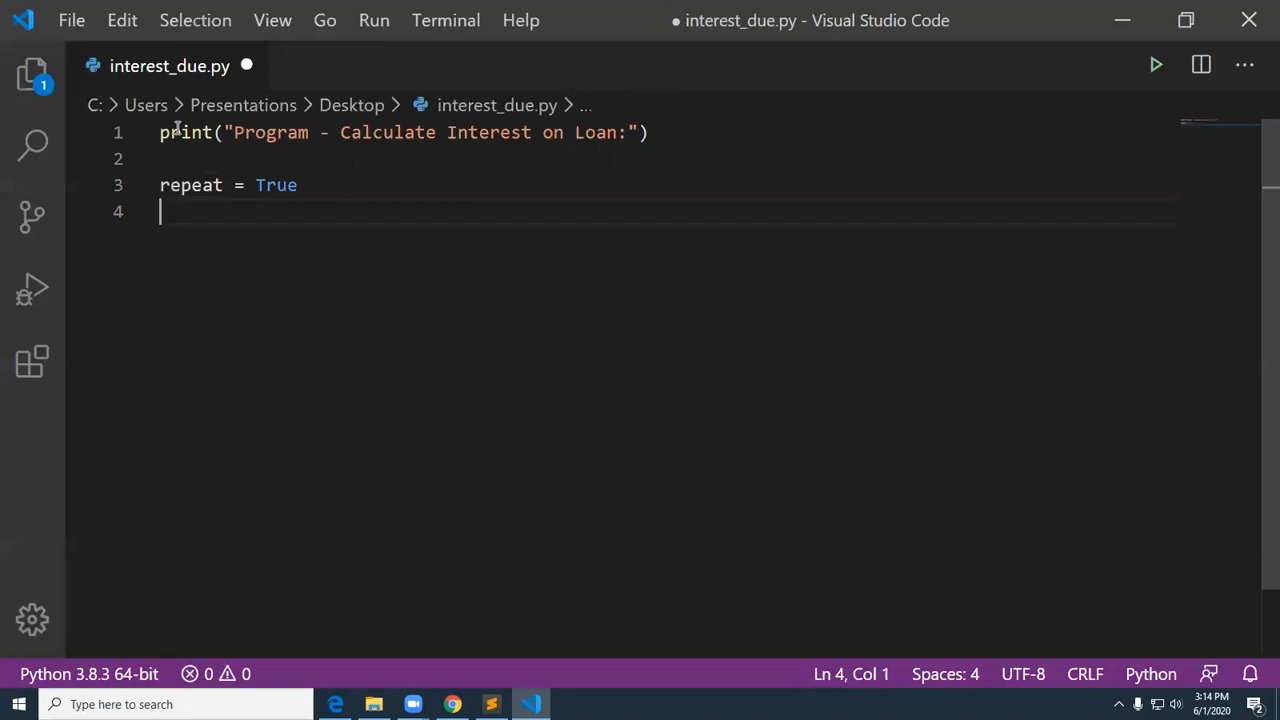 File Edit Selection View Go Run Terminal Help ● interest_due.py - Visual Studio Code
1
interest_due.py
C: > Users > Presentations > Desktop > interest_due.py > ...
1 print("Program - Calculate Interest on Loan:")
2
3 repeat = True
4
Python 3.8.3 64-bit 0 0 Ln 4, Col 1 Spaces: 4 UTF-8 CRLF Python
Type here to search
3:14 PM
6/1/2020
2